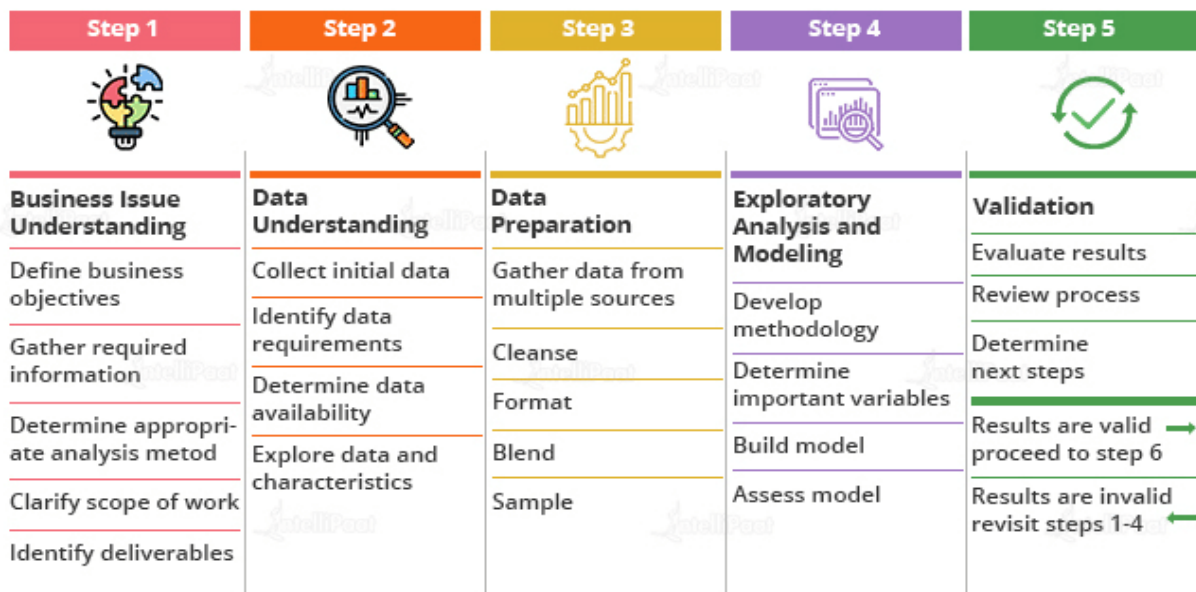 Step 1
Step 2
Step 3
Step 4
Step 5
Business Issue
Understanding
Define business
objectives
Gather required
information
Determine appropri-
ate analysis metod
Clarify scope of work
Identify deliverables
Data
Understanding
Collect initial data
Identify data
requirements
Determine data
availability
Explore data and
characteristics
Data
Preparation
Gather data from
multiple sources
Cleanse
Format
Blend
Sample
Exploratory
Analysis and
Modeling
Develop
methodology
Determine
important variables
Build model
Assess model
Validation
Evaluate results
Review process
Determine
next steps
Results are valid
proceed to step 6
Results are invalid
revisit steps 1-4